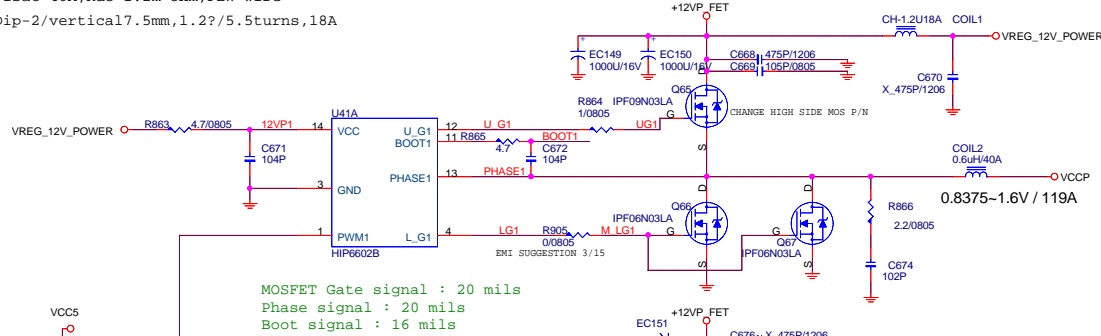 Dip-2/vertical7.5mm,1.2?/5.5turns,18A
+12VP_FET
CH-1.2U18A COIL1
VREG_12V_POWER
EC149
1000U/16V
EC150
1000U/16V
C668 475P/1206
C669 105P/0805
C670
X_475P/1206
D
Q65
IPF09N03LA
G
S
CHANGE HIGH SIDE MOS P/N
R864
1/0805
UG1
VREG_12V_POWER
R863 4.7/0805
12VP1
C671
104P
U41A
14 VCC
3 GND
1 PWM1
U_G1 12
BOOT1 11
PHASE1 13
L_G1 4
HIP6602B
U_G1
R865
4.7
BOOT1
C672
104P
PHASE1
LG1
R905
0/0805
M_LG1
EMI SUGGESTION 3/15
D
Q66
IPF06N03LA
G
S
D
G
Q67
IPF06N03LA
S
R866
2.2/0805
C674
102P
COIL2
0.6uH/40A
VCCP
0.8375~1.6V / 119A
MOSFET Gate signal : 20 mils
Phase signal : 20 mils
Boot signal : 16 mils
VCC5
+12VP_FET
EC151